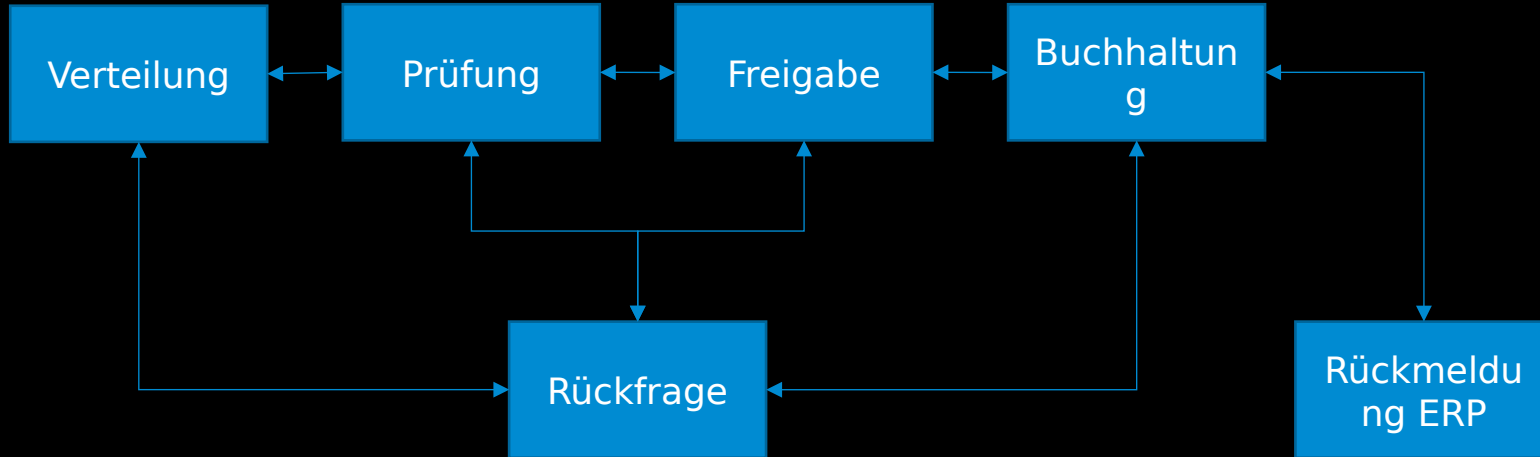 Verteilung
Prüfung
Freigabe
Buchhaltun
g
Rückfrage
Rückmeldu
ng ERP